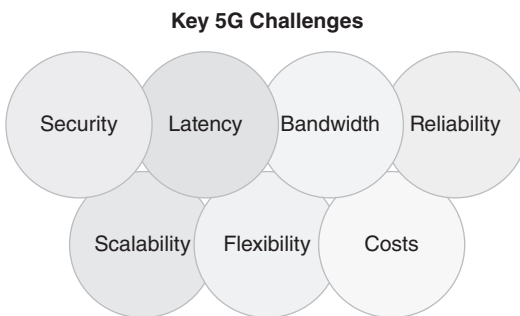 Key 5G Challenges
Security Latency Bandwidth Reliability
Scalability Flexibility Costs